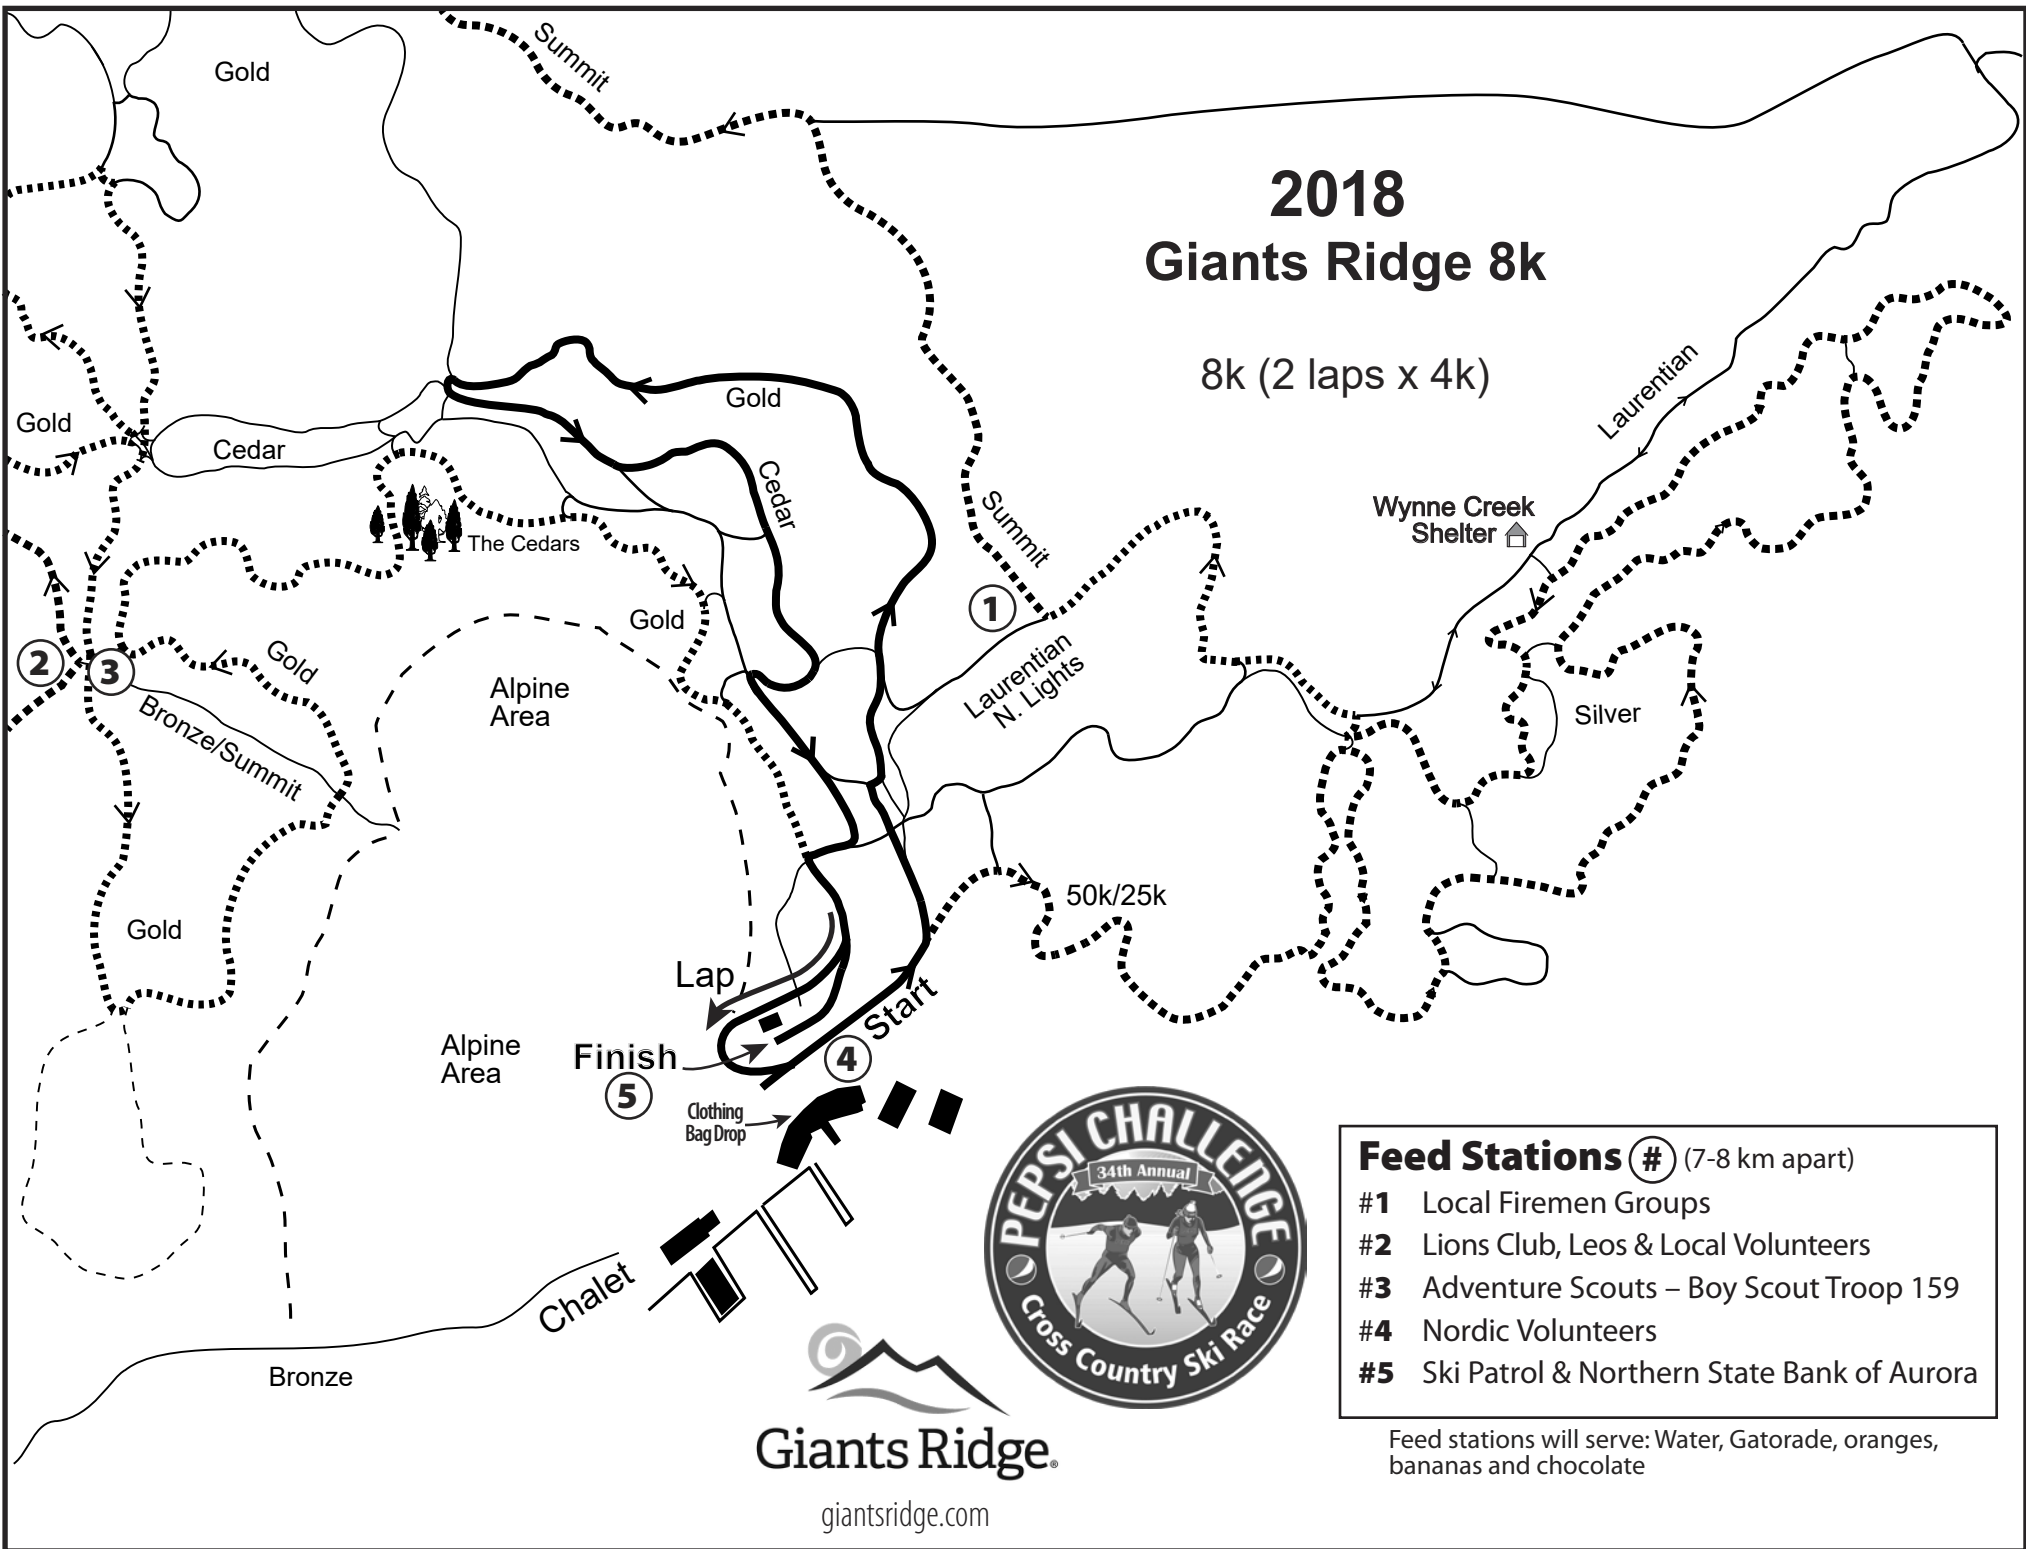 Summit
Gold
2018
Giants Ridge 8k
8k (2 laps x 4k)
Gold
Laurentian
Gold
Cedar
Cedar
Summit
Wynne Creek
Shelter
The Cedars
1
Gold
2
3
Gold
Laurentian
N. Lights
Alpine
Area
Bronze/Summit
Silver
50k/25k
Gold
Lap
Start
Finish
4
5
Alpine
Area
Clothing
Bag Drop
PEPSI CHALLENGE
34th Annual
Cross Country Ski Race
Feed Stations # (7-8 km apart)
#1 Local Firemen Groups
#2 Lions Club, Leos & Local Volunteers
#3 Adventure Scouts – Boy Scout Troop 159
#4 Nordic Volunteers
#5 Ski Patrol & Northern State Bank of Aurora
Chalet
Bronze
Giants Ridge®
Feed stations will serve: Water, Gatorade, oranges,
bananas and chocolate
giantsridge.com